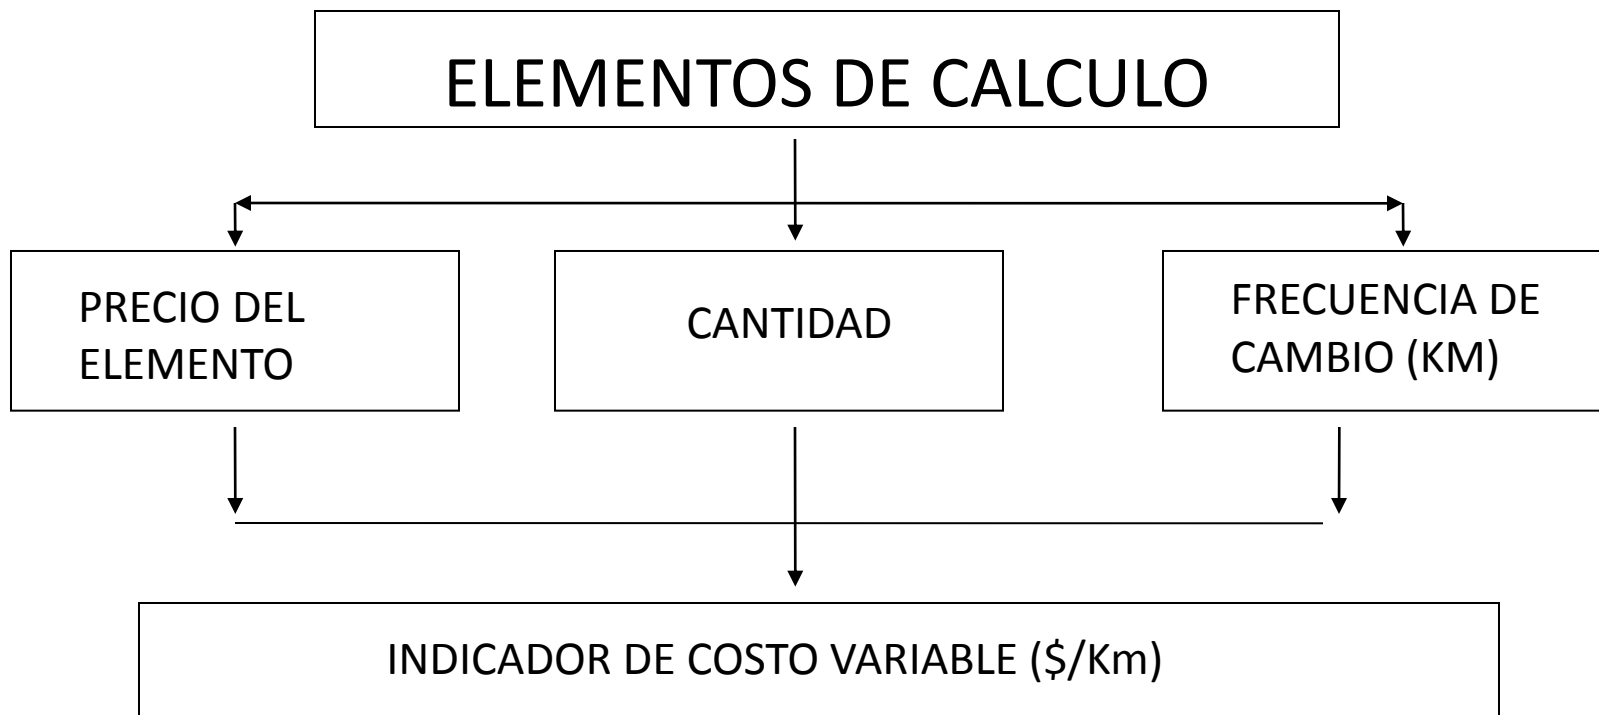 ELEMENTOS DE CALCULO
PRECIO DEL
ELEMENTO
CANTIDAD
FRECUENCIA DE
CAMBIO (KM)
INDICADOR DE COSTO VARIABLE ($/Km)